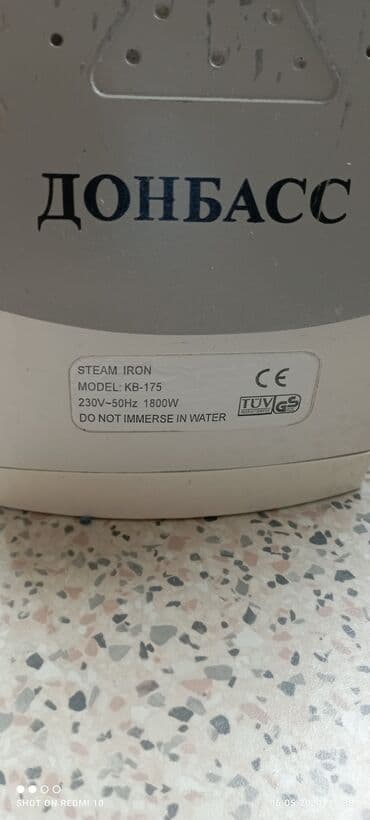 ДОНБАСС
STEAM IRON
MODEL: KB-175
230V~50Hz 1800W
DO NOT IMMERSE IN WATER
CE
TÜV GS
SHOT ON REDMI 10